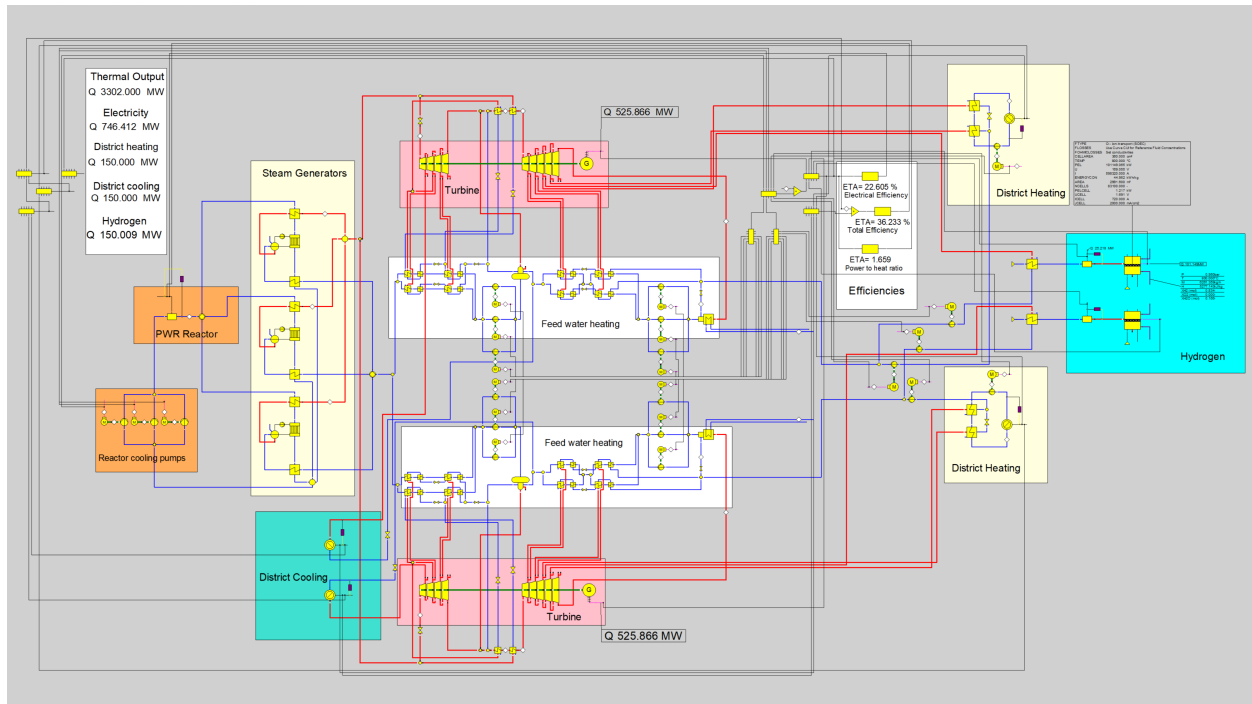 Thermal Output
Q 3302.000 MW
Electricity
Q 746.412 MW
District heating
Q 150.000 MW
District cooling
Q 150.000 MW
Hydrogen
Q 150.009 MW
PWR Reactor
Reactor cooling pumps
Steam Generators
District Cooling
Turbine
G
Q 525.866 MW
Feed water heating
Feed water heating
Turbine
G
Q 525.866 MW
ETA= 22.605 %
Electrical Efficiency
ETA= 36.233 %
Total Efficiency
ETA= 1.659
Power to heat ratio
Efficiencies
District Heating
Hydrogen
District Heating